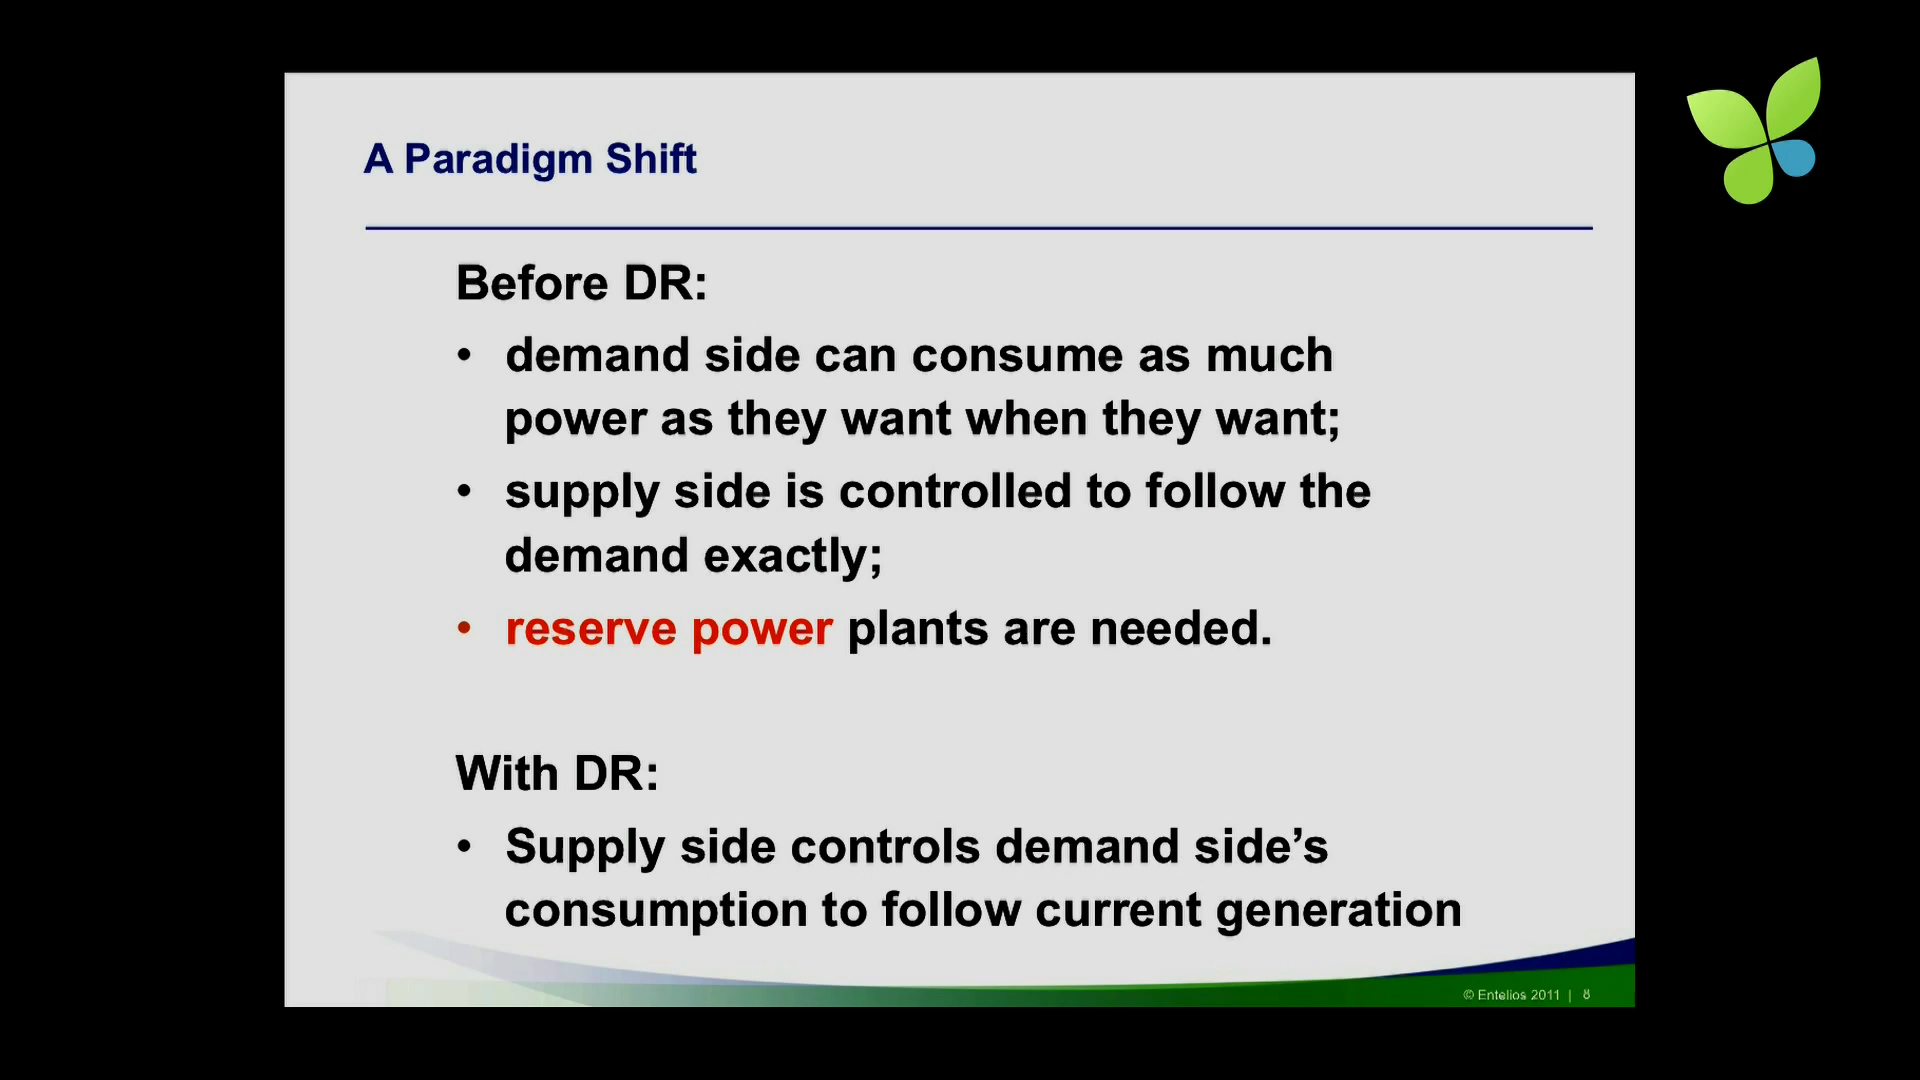 A Paradigm Shift
Before DR:
• demand side can consume as much
power as they want when they want;
• supply side is controlled to follow the
demand exactly;
• reserve power plants are needed.
With DR:
• Supply side controls demand side’s
consumption to follow current generation
© Entelios 2011 | 8